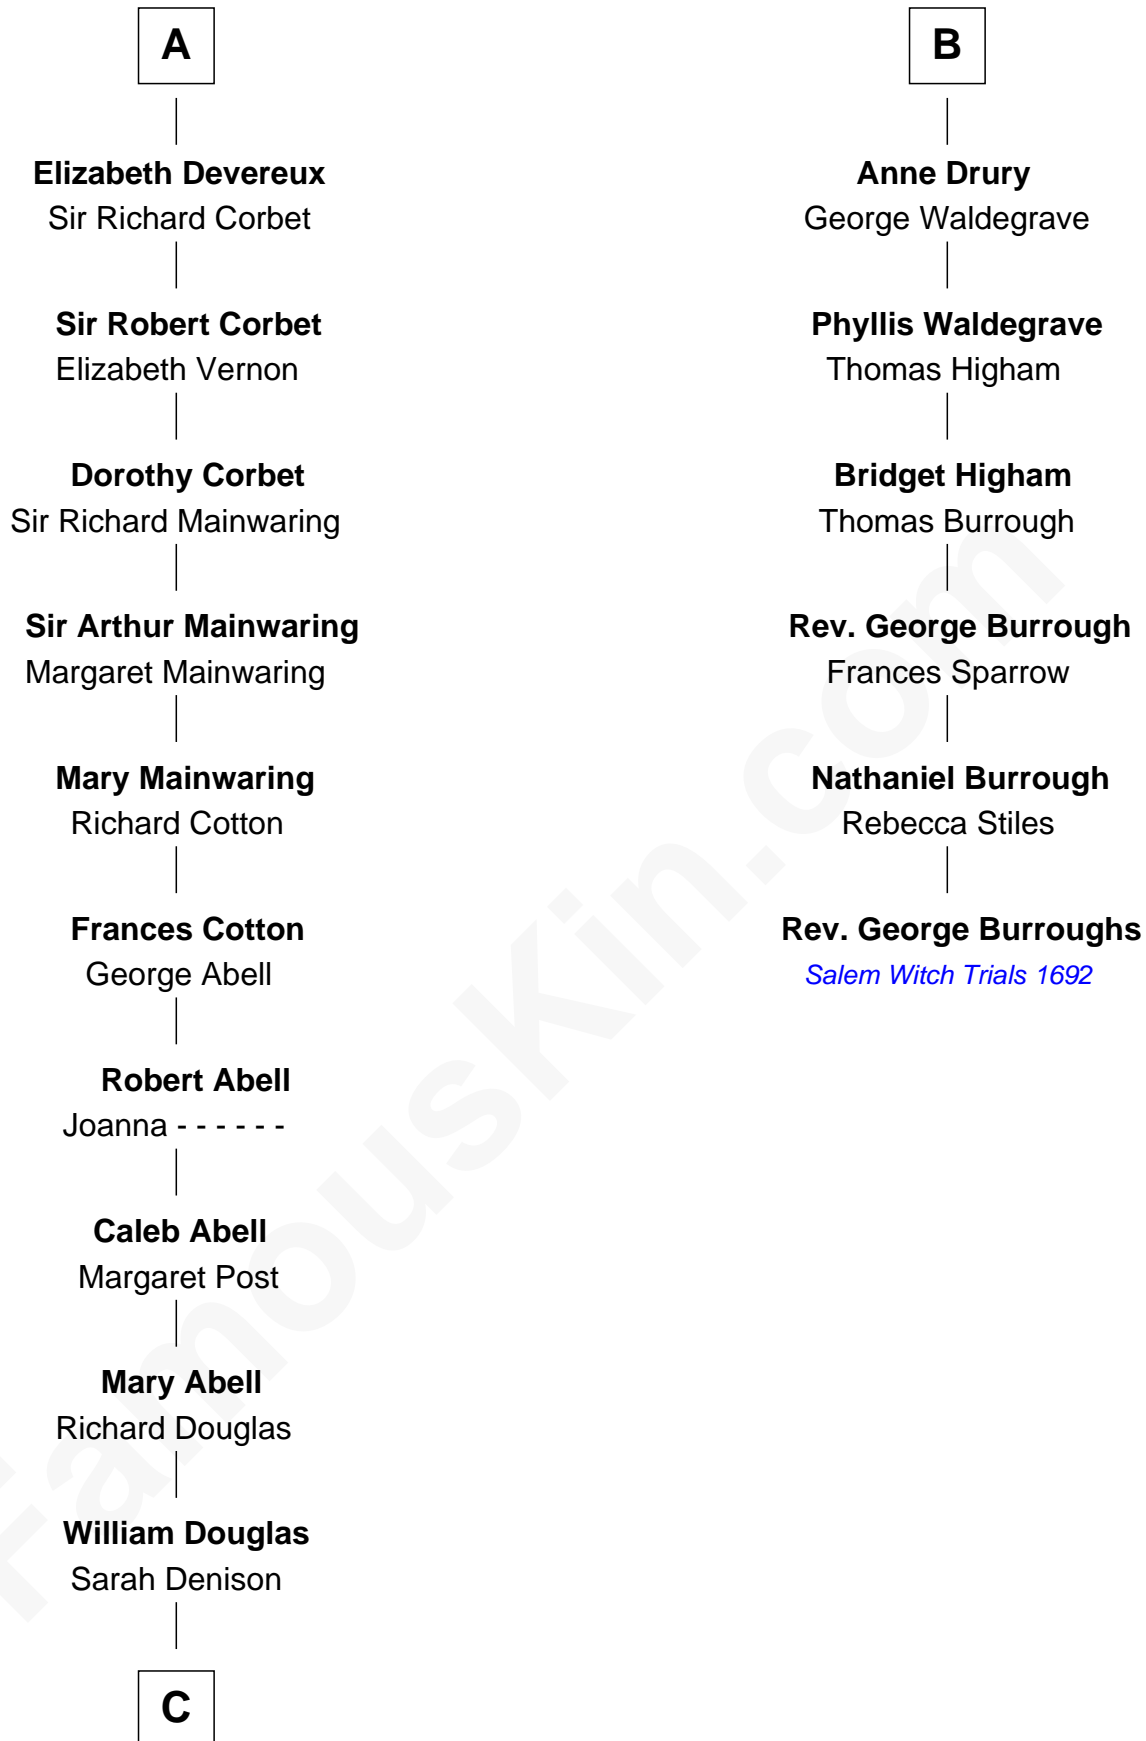 A
Elizabeth Devereux
Sir Richard Corbet
Sir Robert Corbet
Elizabeth Vernon
Dorothy Corbet
Sir Richard Mainwaring
Sir Arthur Mainwaring
Margaret Mainwaring
Mary Mainwaring
Richard Cotton
Frances Cotton
George Abell
Robert Abell
Joanna - - - - - -
Caleb Abell
Margaret Post
Mary Abell
Richard Douglas
William Douglas
Sarah Denison
C
B
Anne Drury
George Waldegrave
Phyllis Waldegrave
Thomas Higham
Bridget Higham
Thomas Burrough
Rev. George Burrough
Frances Sparrow
Nathaniel Burrough
Rebecca Stiles
Rev. George Burroughs
Salem Witch Trials 1692
FamousKin.com